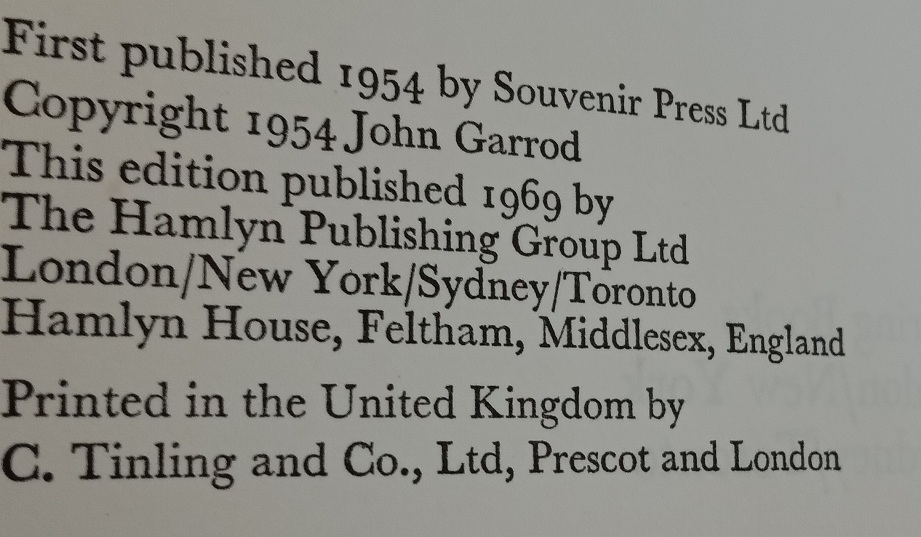 First published 1954 by Souvenir Press Ltd
Copyright 1954 John Garrod
This edition published 1969 by
The Hamlyn Publishing Group Ltd
London/New York/Sydney/Toronto
Hamlyn House, Feltham, Middlesex, England
Printed in the United Kingdom by
C. Tinling and Co., Ltd, Prescot and London